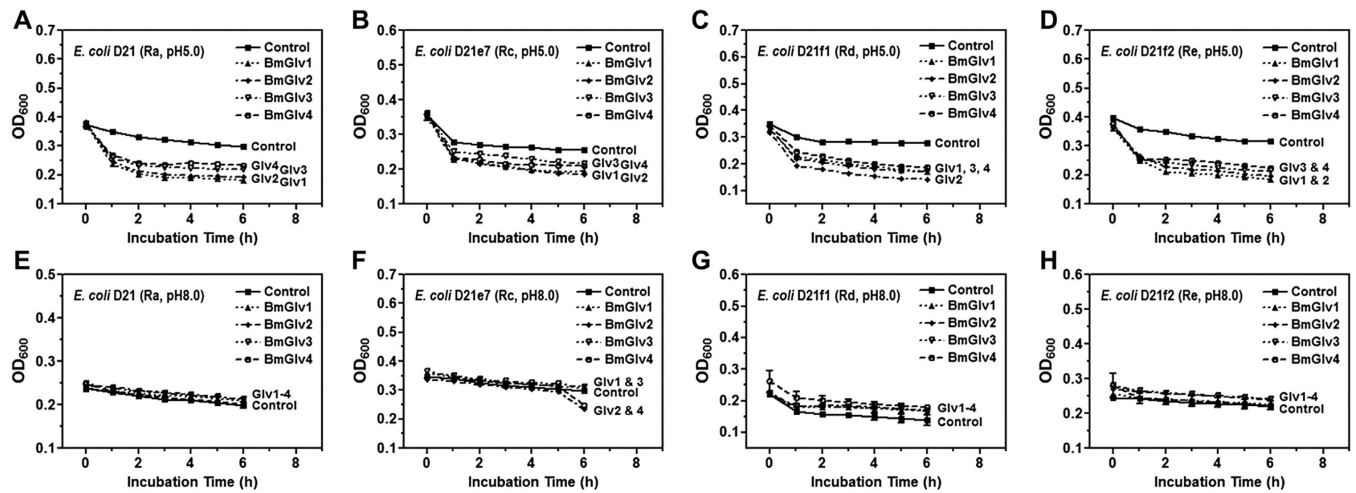 A
E. coli D21 (Ra, pH5.0)
Control
BmGlv1
BmGlv2
BmGlv3
BmGlv4
Control
Glv4
Glv3
Glv2
Glv1
OD600
0.7
0.6
0.5
0.4
0.3
0.2
0.1
0 2 4 6 8
Incubation Time (h)
B
E. coli D21e7 (Rc, pH5.0)
Control
BmGlv1
BmGlv2
BmGlv3
BmGlv4
Control
Glv3 Glv4
Glv1 Glv2
0.6
0.5
0.4
0.3
0.2
0.1
0 2 4 6 8
Incubation Time (h)
C
E. coli D21f1 (Rd, pH5.0)
Control
BmGlv1
BmGlv2
BmGlv3
BmGlv4
Control
Glv1, 3, 4
Glv2
0.7
0.6
0.5
0.4
0.3
0.2
0.1
0 2 4 6 8
Incubation Time (h)
D
E. coli D21f2 (Re, pH5.0)
Control
BmGlv1
BmGlv2
BmGlv3
BmGlv4
Control
Glv3 & 4
Glv1 & 2
0.7
0.6
0.5
0.4
0.3
0.2
0.1
0 2 4 6 8
Incubation Time (h)
E
E. coli D21 (Ra, pH8.0)
Control
BmGlv1
BmGlv2
BmGlv3
BmGlv4
Glv1-4
Control
OD600
0.5
0.4
0.3
0.2
0.1
0 2 4 6 8
Incubation Time (h)
F
E. coli D21e7 (Rc, pH8.0)
Control
BmGlv1
BmGlv2
BmGlv3
BmGlv4
Glv1 & 3
Control
Glv2 & 4
0.7
0.6
0.5
0.4
0.3
0.2
0.1
0 2 4 6 8
Incubation Time (h)
G
E. coli D21f1 (Rd, pH8.0)
Control
BmGlv1
BmGlv2
BmGlv3
BmGlv4
Glv1-4
Control
0.6
0.5
0.4
0.3
0.2
0.1
0.0
0 2 4 6 8
Incubation Time (h)
H
E. coli D21f2 (Re, pH8.0)
Control
BmGlv1
BmGlv2
BmGlv3
BmGlv4
Glv1-4
Control
0.6
0.5
0.4
0.3
0.2
0.1
0 2 4 6 8
Incubation Time (h)